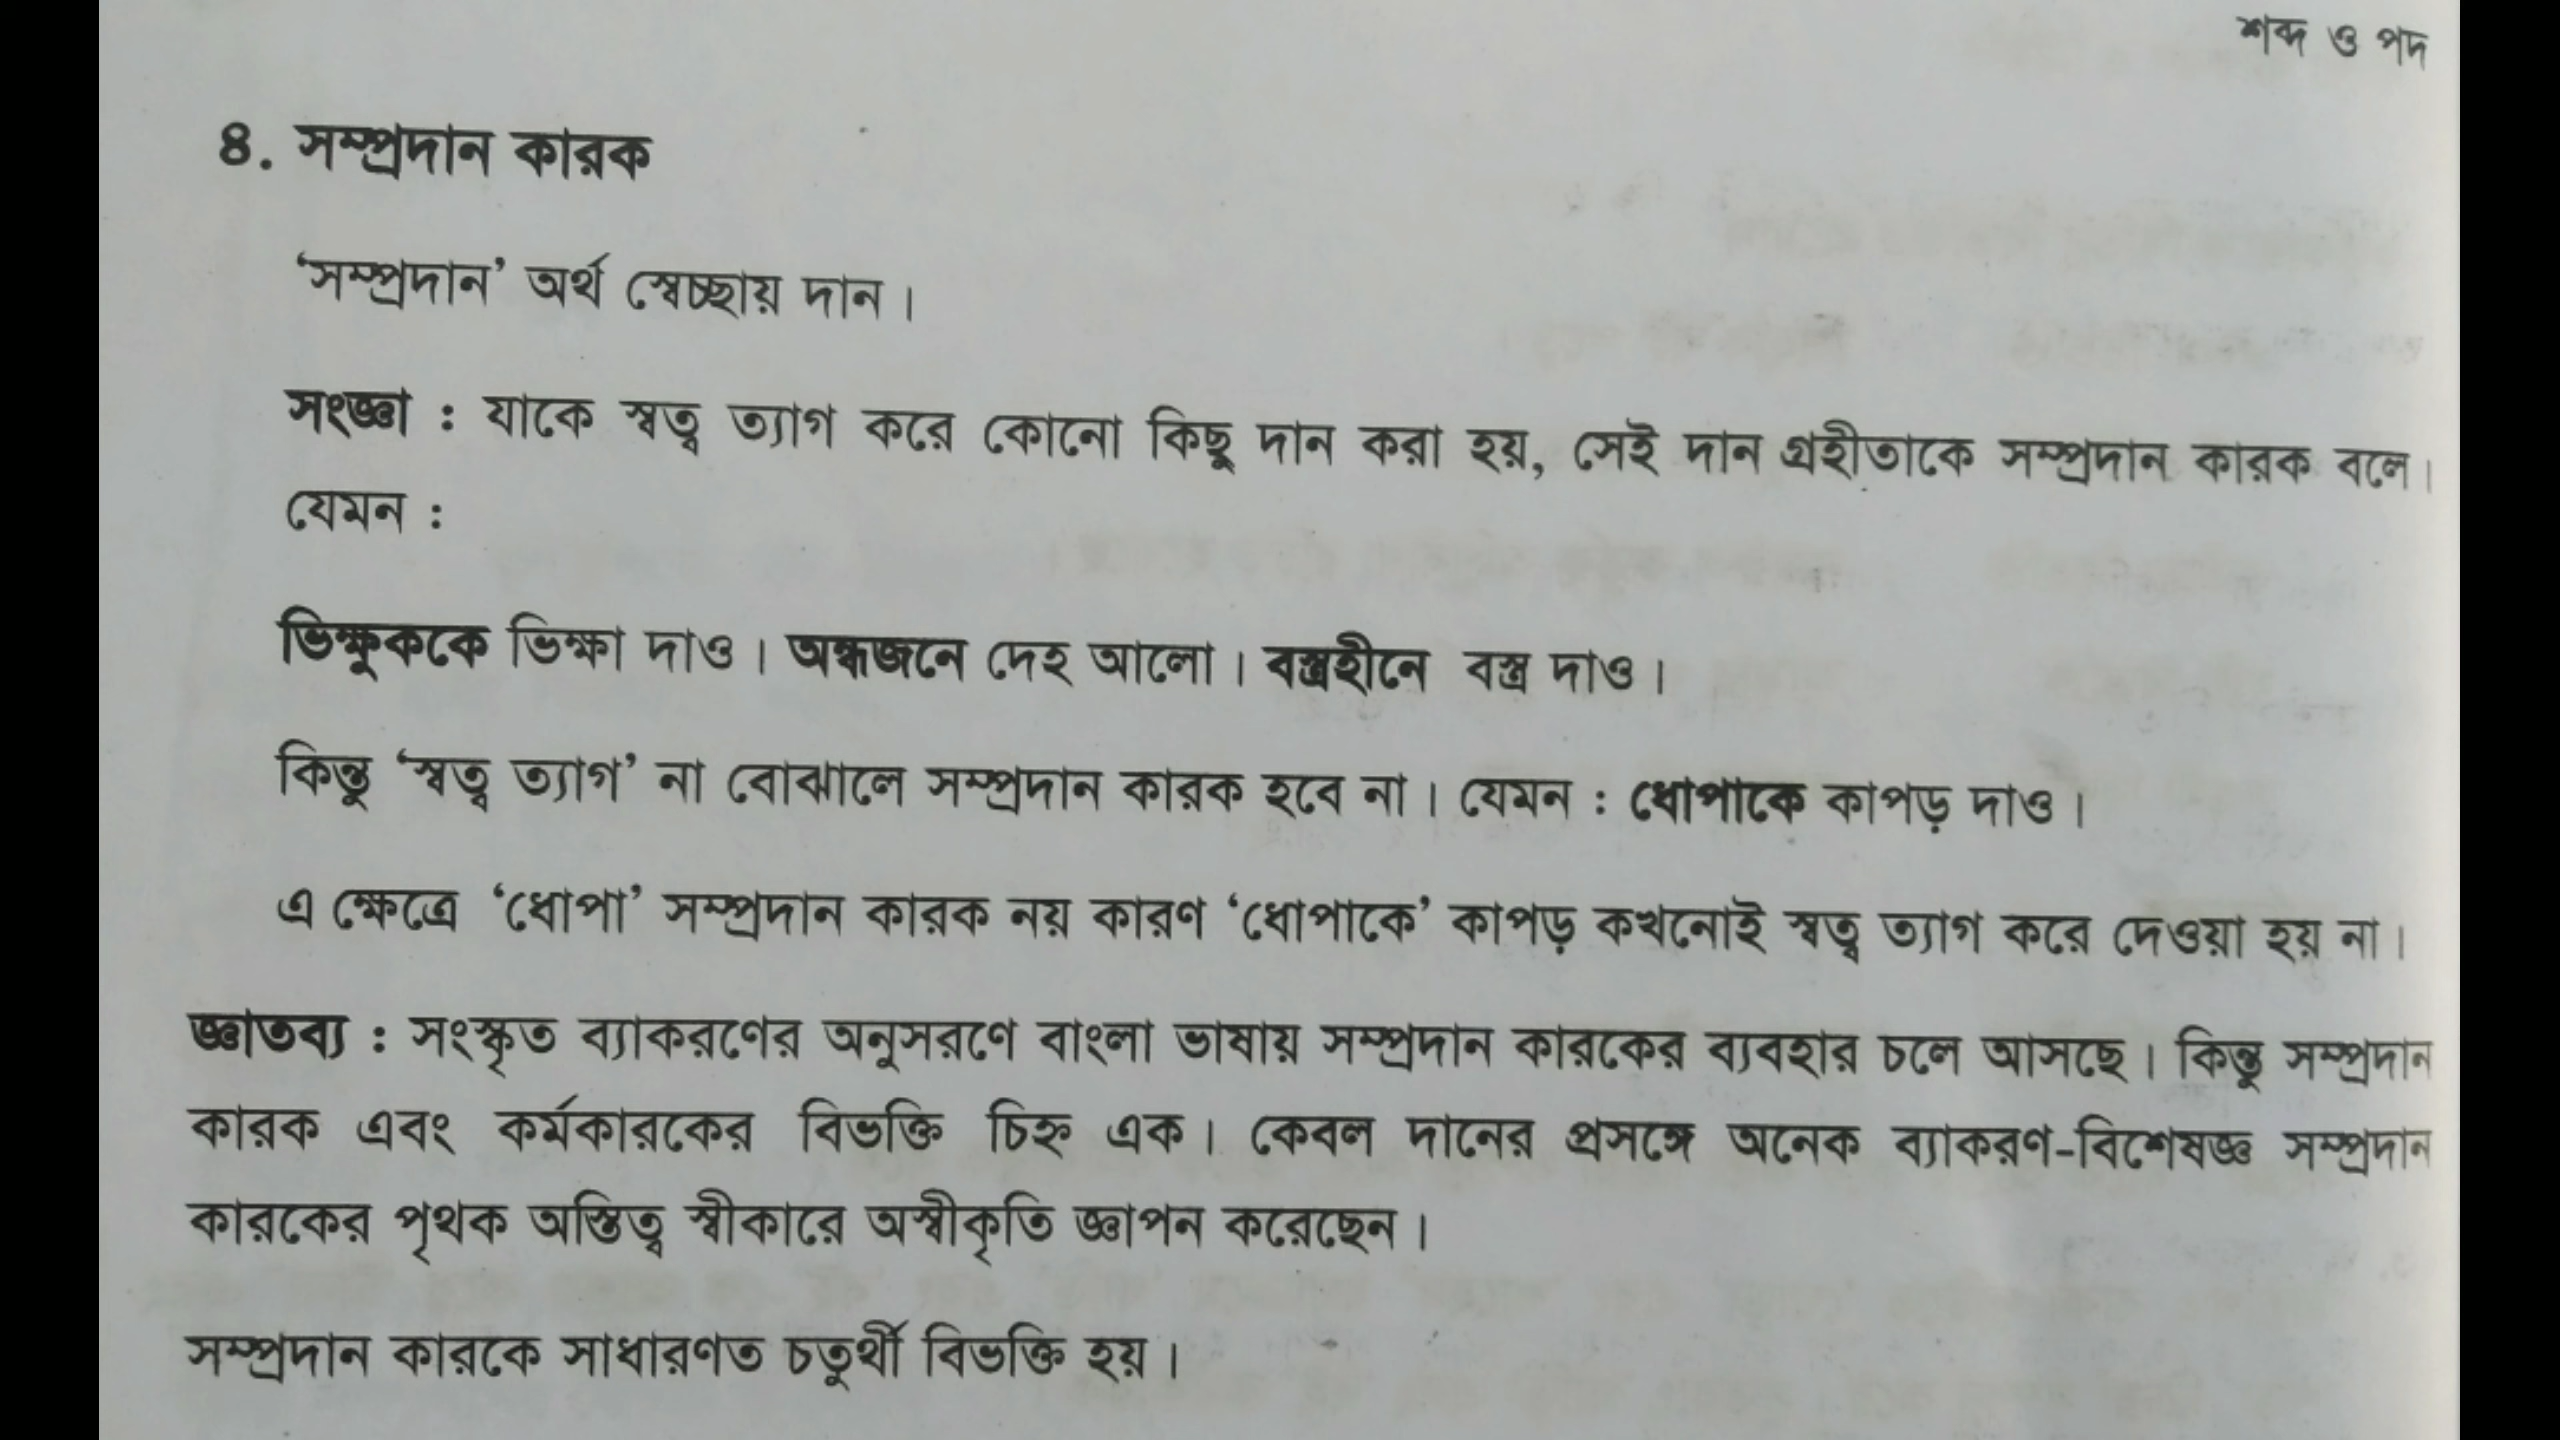 শব্দ ও পদ
৪. সম্প্রদান কারক
‘সম্প্রদান’ অর্থ স্বেচ্ছায় দান।
সংজ্ঞা : যাকে স্বত্ব ত্যাগ করে কোনো কিছু দান করা হয়, সেই দান গ্রহীতাকে সম্প্রদান কারক বলে।
যেমন :
ভিক্ষুককে ভিক্ষা দাও। অন্ধজনে দেহ আলো। বস্ত্রহীনে বস্ত্র দাও।
কিন্তু ‘স্বত্ব ত্যাগ’ না বোঝালে সম্প্রদান কারক হবে না। যেমন : ধোপাকে কাপড় দাও।
এ ক্ষেত্রে ‘ধোপা’ সম্প্রদান কারক নয় কারণ ‘ধোপাকে’ কাপড় কখনোই স্বত্ব ত্যাগ করে দেওয়া হয় না।
জ্ঞাতব্য : সংস্কৃত ব্যাকরণের অনুসরণে বাংলা ভাষায় সম্প্রদান কারকের ব্যবহার চলে আসছে। কিন্তু সম্প্রদান
কারক এবং কর্মকারকের বিভক্তি চিহ্ন এক। কেবল দানের প্রসঙ্গে অনেক ব্যাকরণ-বিশেষজ্ঞ সম্প্রদান
কারকের পৃথক অস্তিত্ব স্বীকারে অস্বীকৃতি জ্ঞাপন করেছেন।
সম্প্রদান কারকে সাধারণত চতুর্থী বিভক্তি হয়।